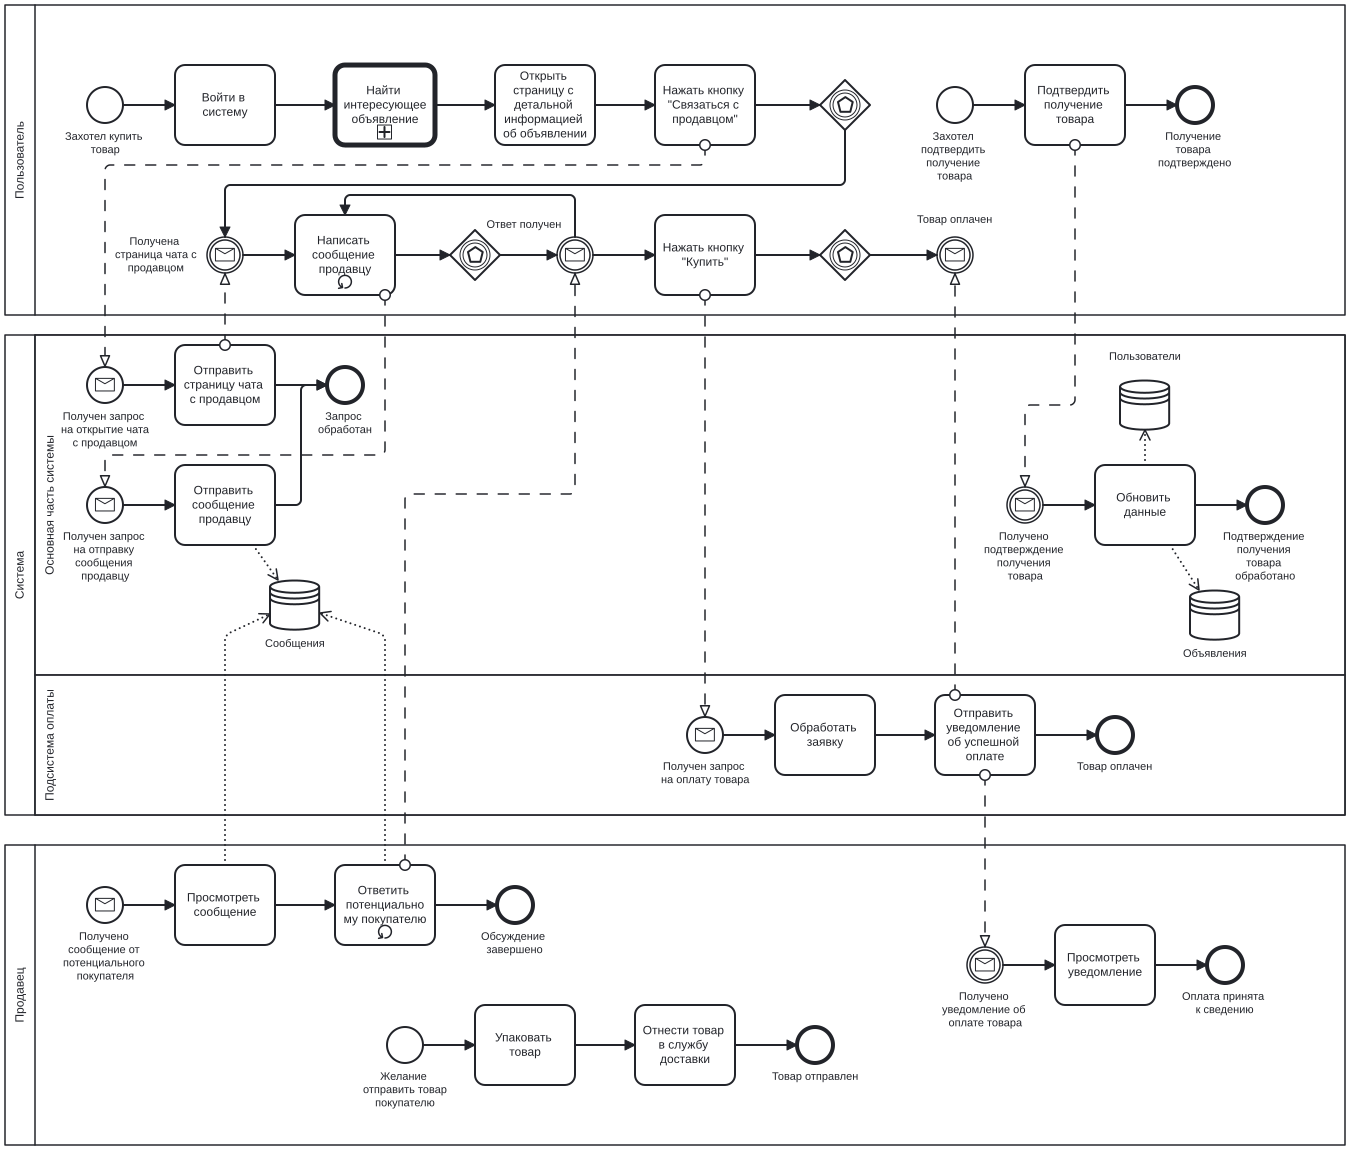 Пользователь
Захотел купить
товар
Войти в
систему
Найти
интересующее
объявление
Открыть
страницу с
детальной
информацией
об объявлении
Нажать кнопку
"Связаться с
продавцом"
Захотел
подтвердить
получение
товара
Подтвердить
получение
товара
Получение
товара
подтверждено
Получена
страница чата с
продавцом
Написать
сообщение
продавцу
Ответ получен
Нажать кнопку
"Купить"
Товар оплачен
Система
Основная часть системы
Получен запрос
на открытие чата
с продавцом
Отправить
страницу чата
с продавцом
Запрос
обработан
Получен запрос
на отправку
сообщения
продавцу
Отправить
сообщение
продавцу
Сообщения
Пользователи
Получено
подтверждение
получения
товара
Обновить
данные
Подтверждение
получения
товара
обработано
Объявления
Подсистема оплаты
Получен запрос
на оплату товара
Обработать
заявку
Отправить
уведомление
об успешной
оплате
Товар оплачен
Продавец
Получено
сообщение от
потенциального
покупателя
Просмотреть
сообщение
Ответить
потенциально
му покупателю
Обсуждение
завершено
Получено
уведомление об
оплате товара
Просмотреть
уведомление
Оплата принята
к сведению
Желание
отправить товар
покупателю
Упаковать
товар
Отнести товар
в службу
доставки
Товар отправлен